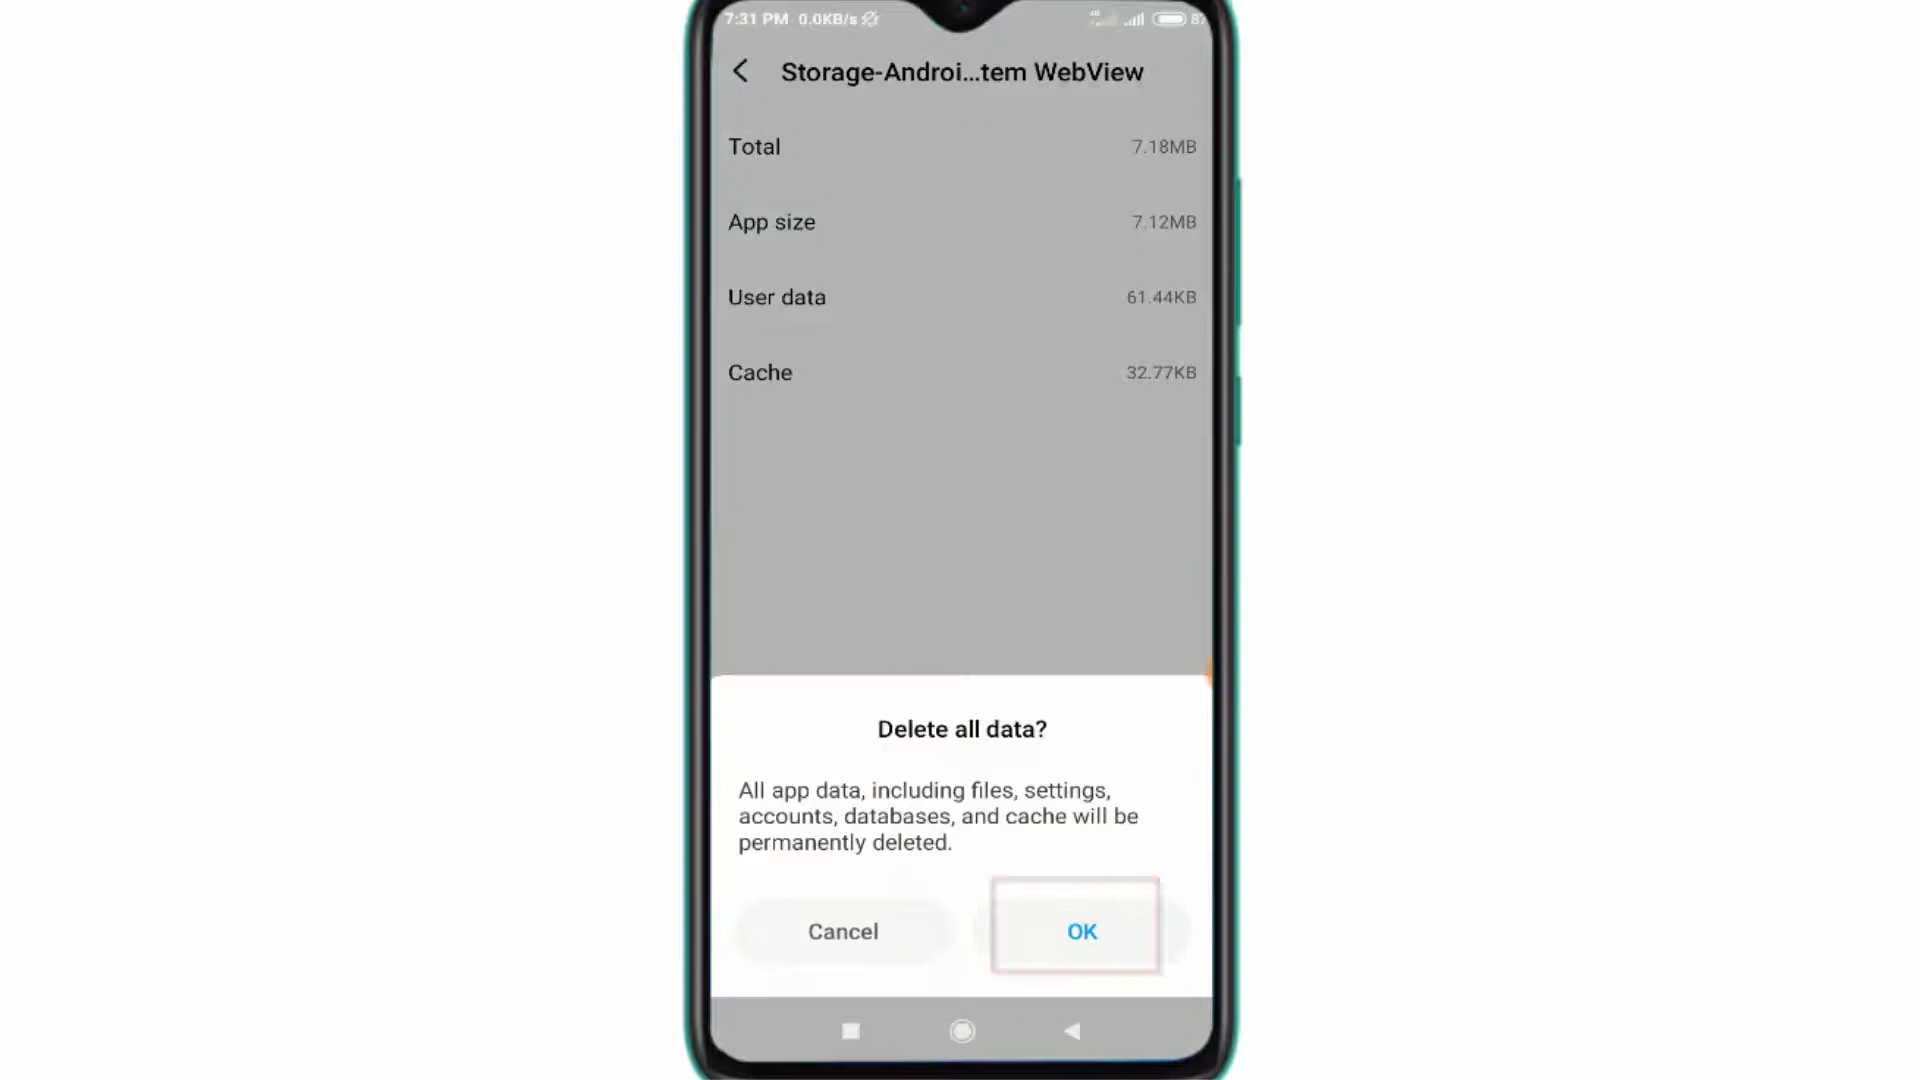 7:31 PM 0.0KB/s
Storage-Androi...tem WebView
Total 7.18MB
App size 7.12MB
User data 61.44KB
Cache 32.77KB
Delete all data?
All app data, including files, settings,
accounts, databases, and cache will be
permanently deleted.
Cancel OK